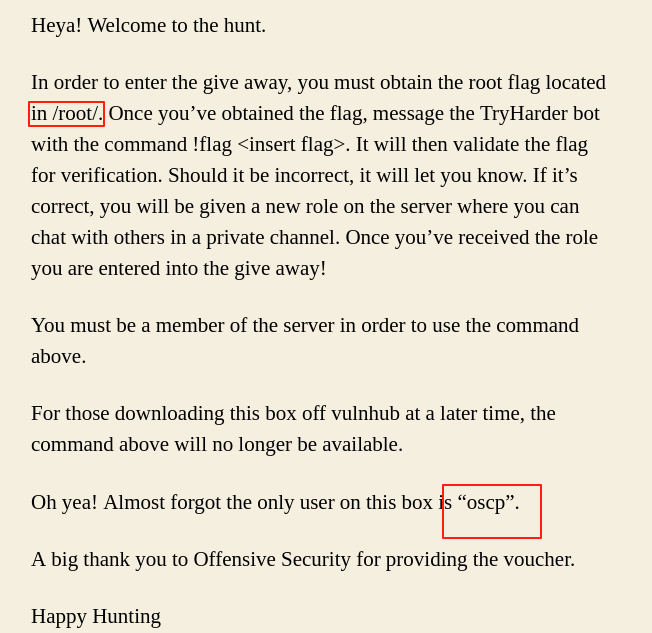 Heya! Welcome to the hunt.
In order to enter the give away, you must obtain the root flag located
in /root/. Once you’ve obtained the flag, message the TryHarder bot
with the command !flag <insert flag>. It will then validate the flag
for verification. Should it be incorrect, it will let you know. If it’s
correct, you will be given a new role on the server where you can
chat with others in a private channel. Once you’ve received the role
you are entered into the give away!
You must be a member of the server in order to use the command
above.
For those downloading this box off vulnhub at a later time, the
command above will no longer be available.
Oh yea! Almost forgot the only user on this box is “oscp”.
A big thank you to Offensive Security for providing the voucher.
Happy Hunting